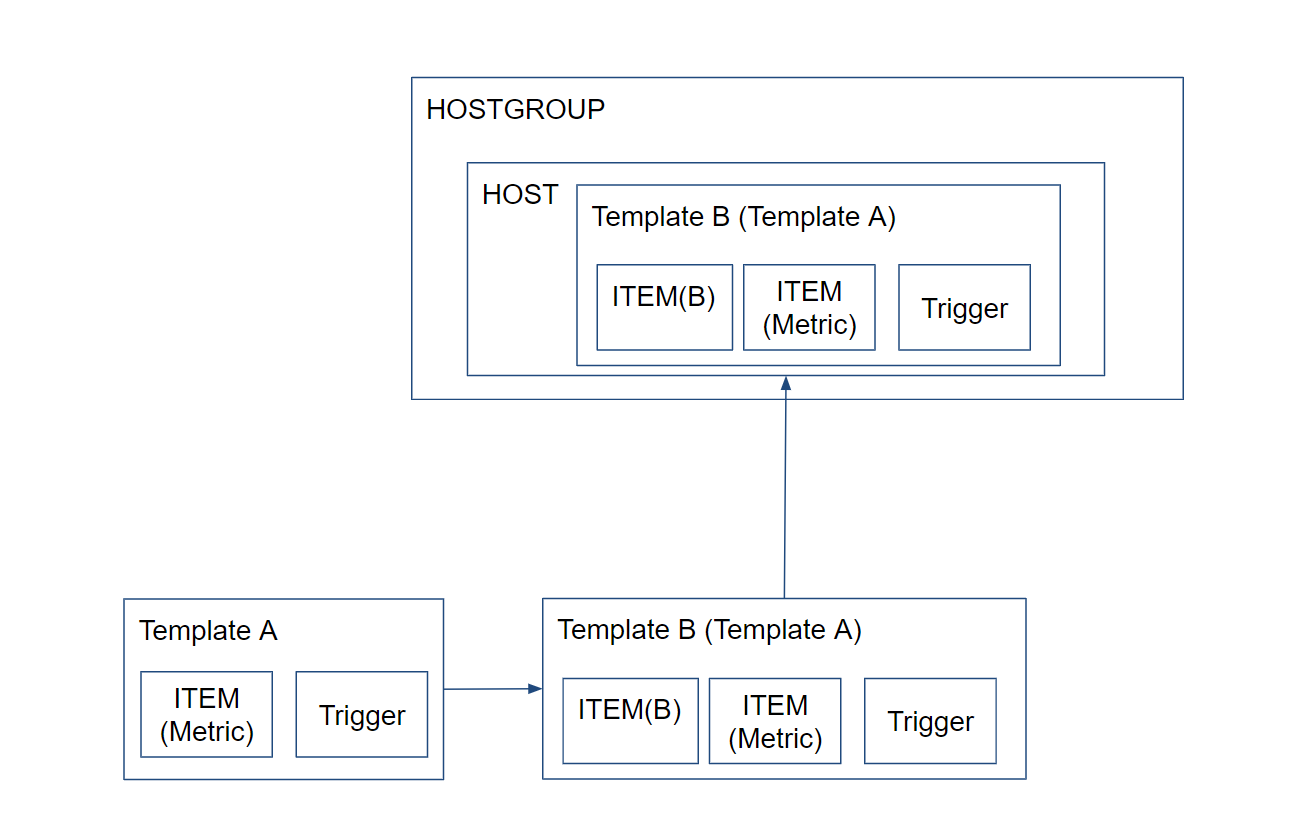 HOSTGROUP
HOST
Template B (Template A)
ITEM(B)
ITEM
(Metric)
Trigger
Template A
ITEM
(Metric)
Trigger
Template B (Template A)
ITEM(B)
ITEM
(Metric)
Trigger